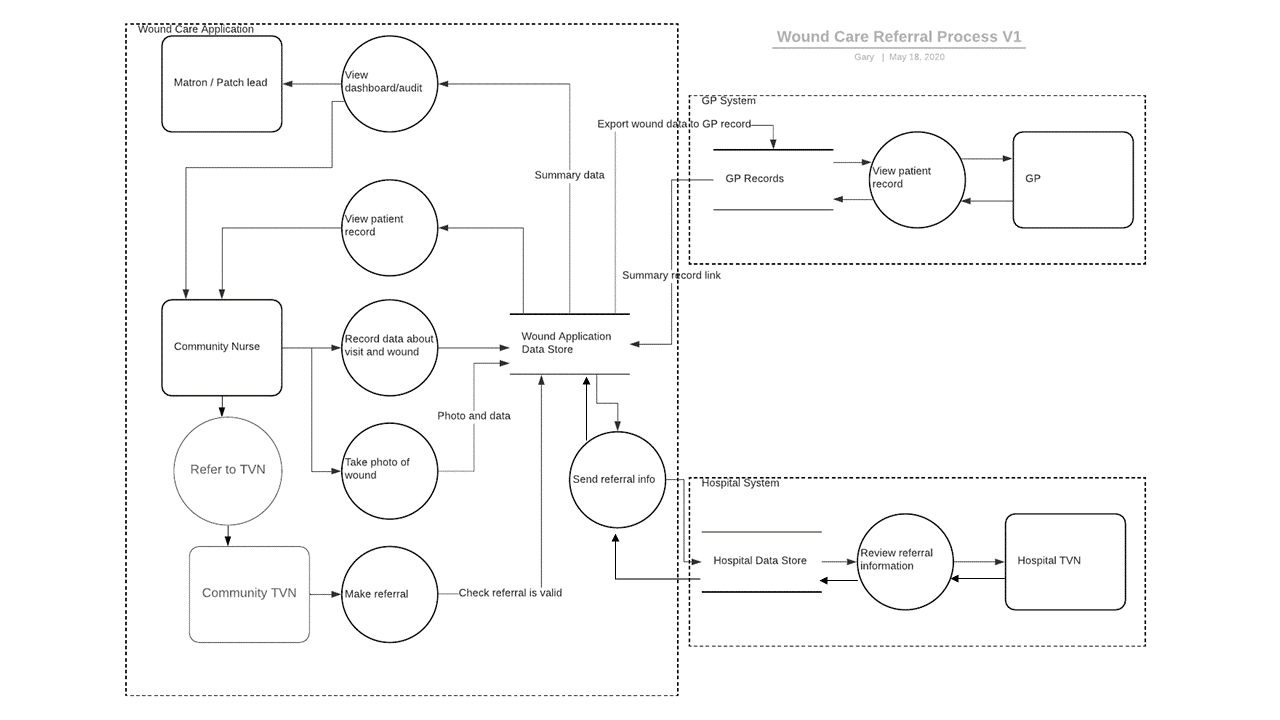 Wound Care Application
Wound Care Referral Process V1
Gary | May 18, 2020
Matron / Patch lead
View
dashboard/audit
GP System
Export wound data to GP record
Summary data
GP Records
View patient
record
GP
View patient
record
Summary record link
Community Nurse
Record data about
visit and wound
Wound Application
Data Store
Photo and data
Refer to TVN
Take photo of
wound
Send referral info
Hospital System
Hospital Data Store
Review referral
information
Hospital TVN
Community TVN
Make referral
Check referral is valid